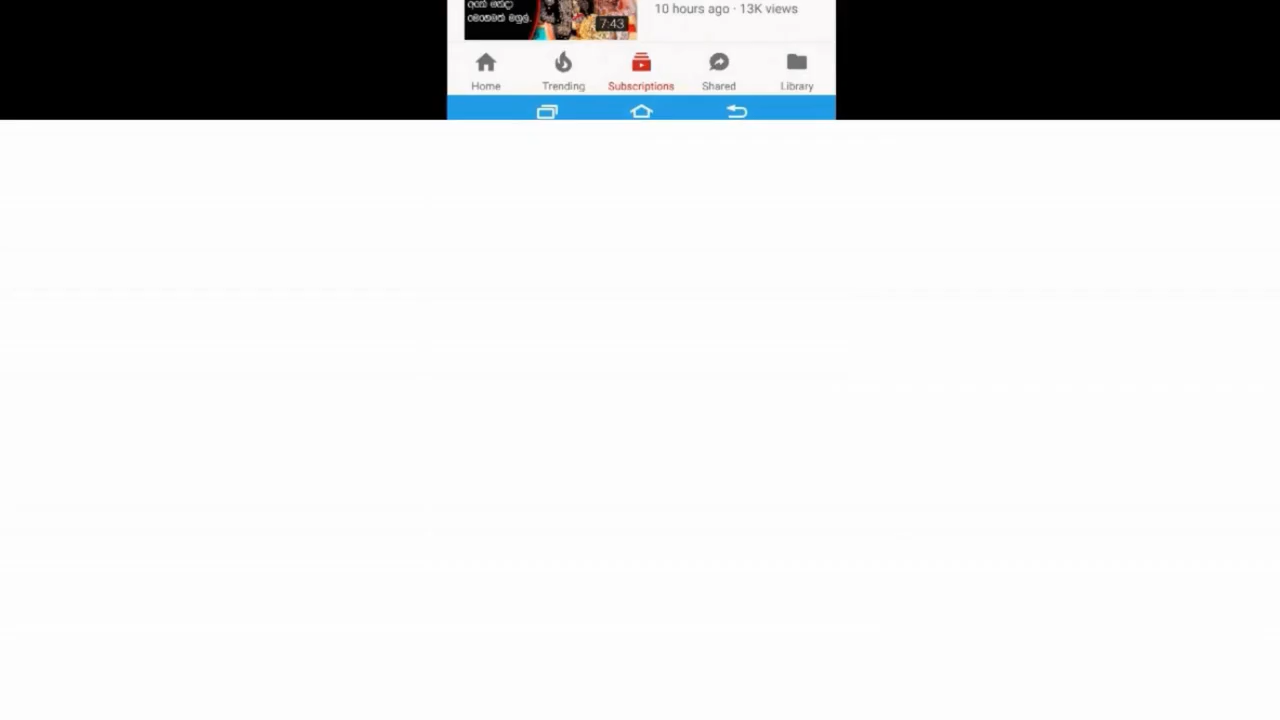 10 hours ago · 13K views
7:43
Home
Trending
Subscriptions
Shared
Library